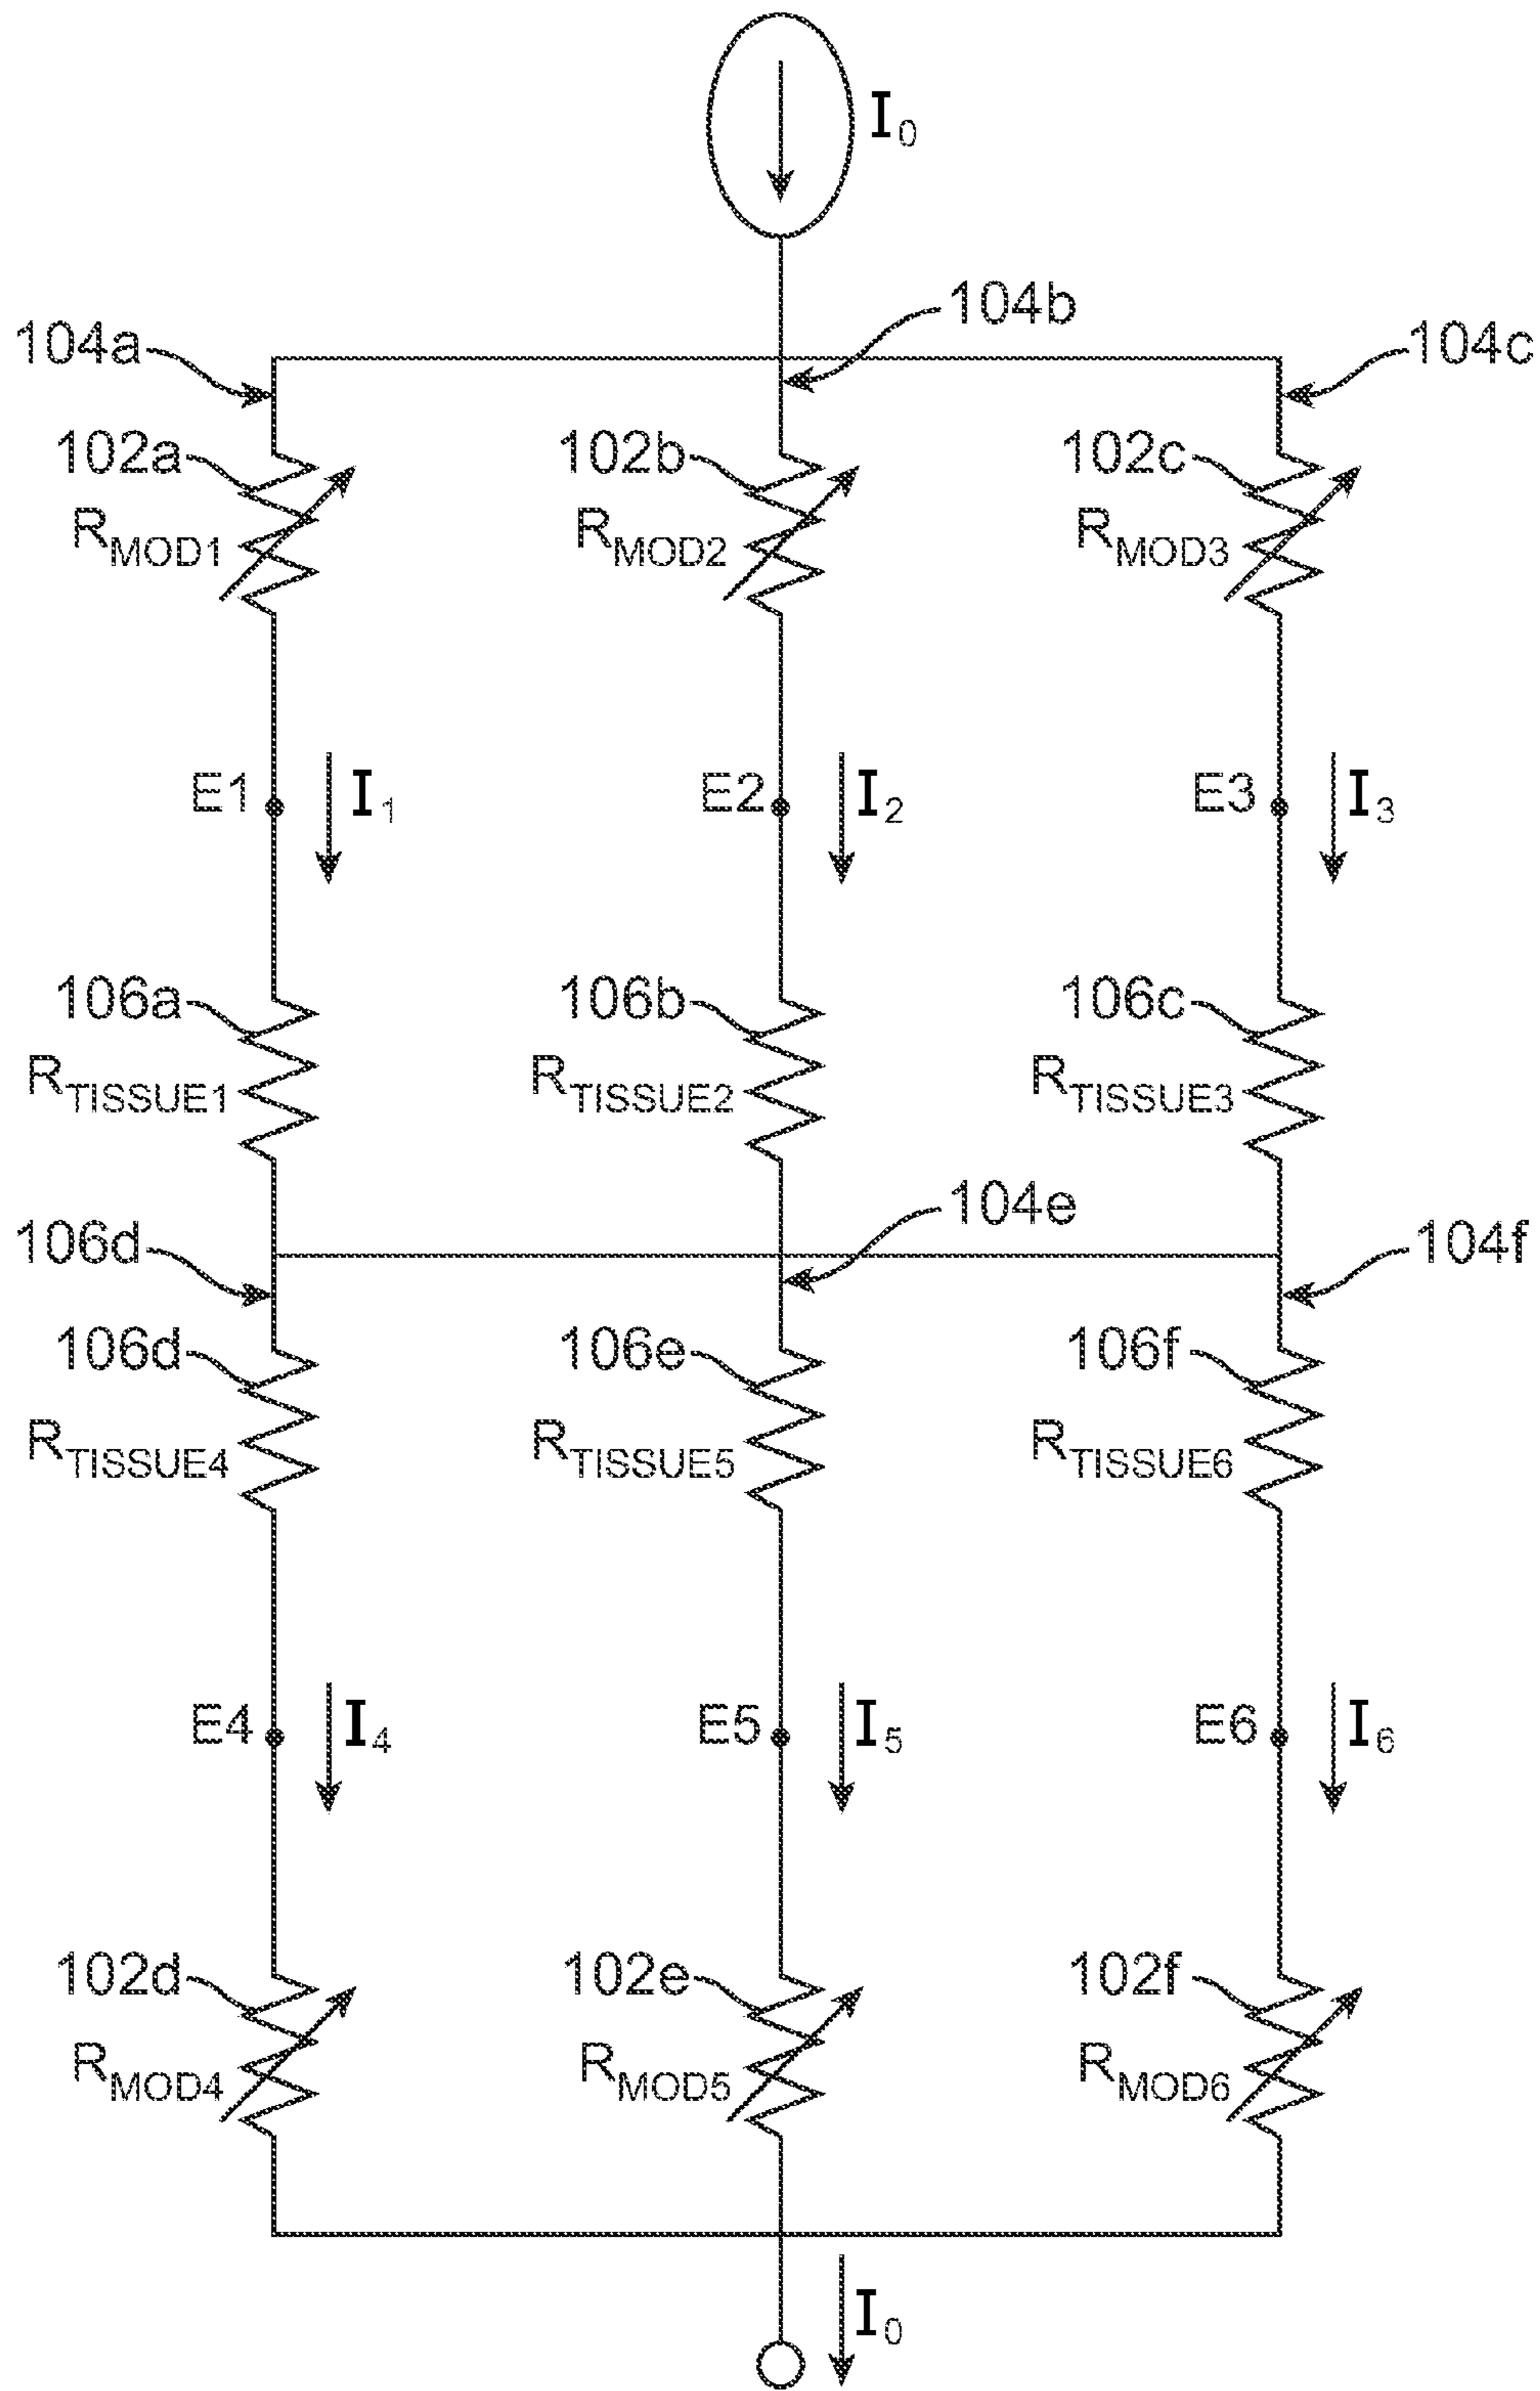 I0
104a 104b 104c
102a 102b 102c
RMOD1 RMOD2 RMOD3
E1 I1 E2 I2 E3 I3
106a 106b 106c
RTISSUE1 RTISSUE2 RTISSUE3
106d 104e 104f
106d 106e 106f
RTISSUE4 RTISSUE5 RTISSUE6
E4 I4 E5 I5 E6 I6
102d 102e 102f
RMOD4 RMOD5 RMOD6
I0